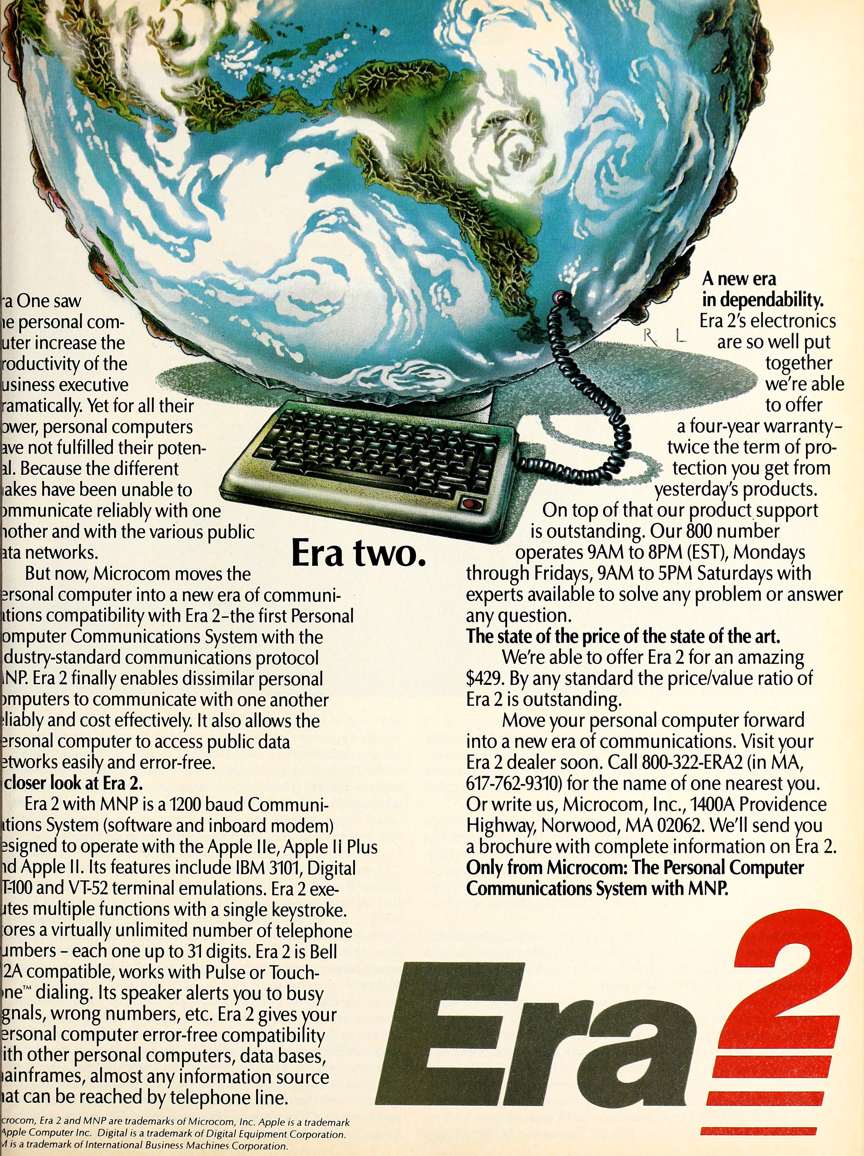 ra One saw
e personal com-
uter increase the
roductivity of the
usiness executive
ramatically. Yet for all their
ower, personal computers
ave not fulfilled their poten-
al. Because the different
akes have been unable to
ommunicate reliably with one
nother and with the various public
ata networks.
But now, Microcom moves the
ersonal computer into a new era of communi-
ations compatibility with Era 2–the first Personal
omputer Communications System with the
dustry-standard communications protocol
NP. Era 2 finally enables dissimilar personal
omputers to communicate with one another
eliably and cost effectively. It also allows the
ersonal computer to access public data
etworks easily and error-free.
closer look at Era 2.
Era 2 with MNP is a 1200 baud Communi-
ations System (software and inboard modem)
esigned to operate with the Apple IIe, Apple II Plus
nd Apple II. Its features include IBM 3101, Digital
T-100 and VT-52 terminal emulations. Era 2 exe-
utes multiple functions with a single keystroke.
ores a virtually unlimited number of telephone
umbers – each one up to 31 digits. Era 2 is Bell
2A compatible, works with Pulse or Touch-
one™ dialing. Its speaker alerts you to busy
gnals, wrong numbers, etc. Era 2 gives your
ersonal computer error-free compatibility
ith other personal computers, data bases,
ainframes, almost any information source
at can be reached by telephone line.
crocom, Era 2 and MNP are trademarks of Microcom, Inc. Apple is a trademark
Apple Computer Inc. Digital is a trademark of Digital Equipment Corporation.
M is a trademark of International Business Machines Corporation.
Era two.
R L
A new era
in dependability.
Era 2's electronics
are so well put
together
we're able
to offer
a four-year warranty–
twice the term of pro-
tection you get from
yesterday's products.
On top of that our product support
is outstanding. Our 800 number
operates 9AM to 8PM (EST), Mondays
through Fridays, 9AM to 5PM Saturdays with
experts available to solve any problem or answer
any question.
The state of the price of the state of the art.
We're able to offer Era 2 for an amazing
$429. By any standard the price/value ratio of
Era 2 is outstanding.
Move your personal computer forward
into a new era of communications. Visit your
Era 2 dealer soon. Call 800-322-ERA2 (in MA,
617-762-9310) for the name of one nearest you.
Or write us, Microcom, Inc., 1400A Providence
Highway, Norwood, MA 02062. We'll send you
a brochure with complete information on Era 2.
Only from Microcom: The Personal Computer
Communications System with MNP.
Era 2